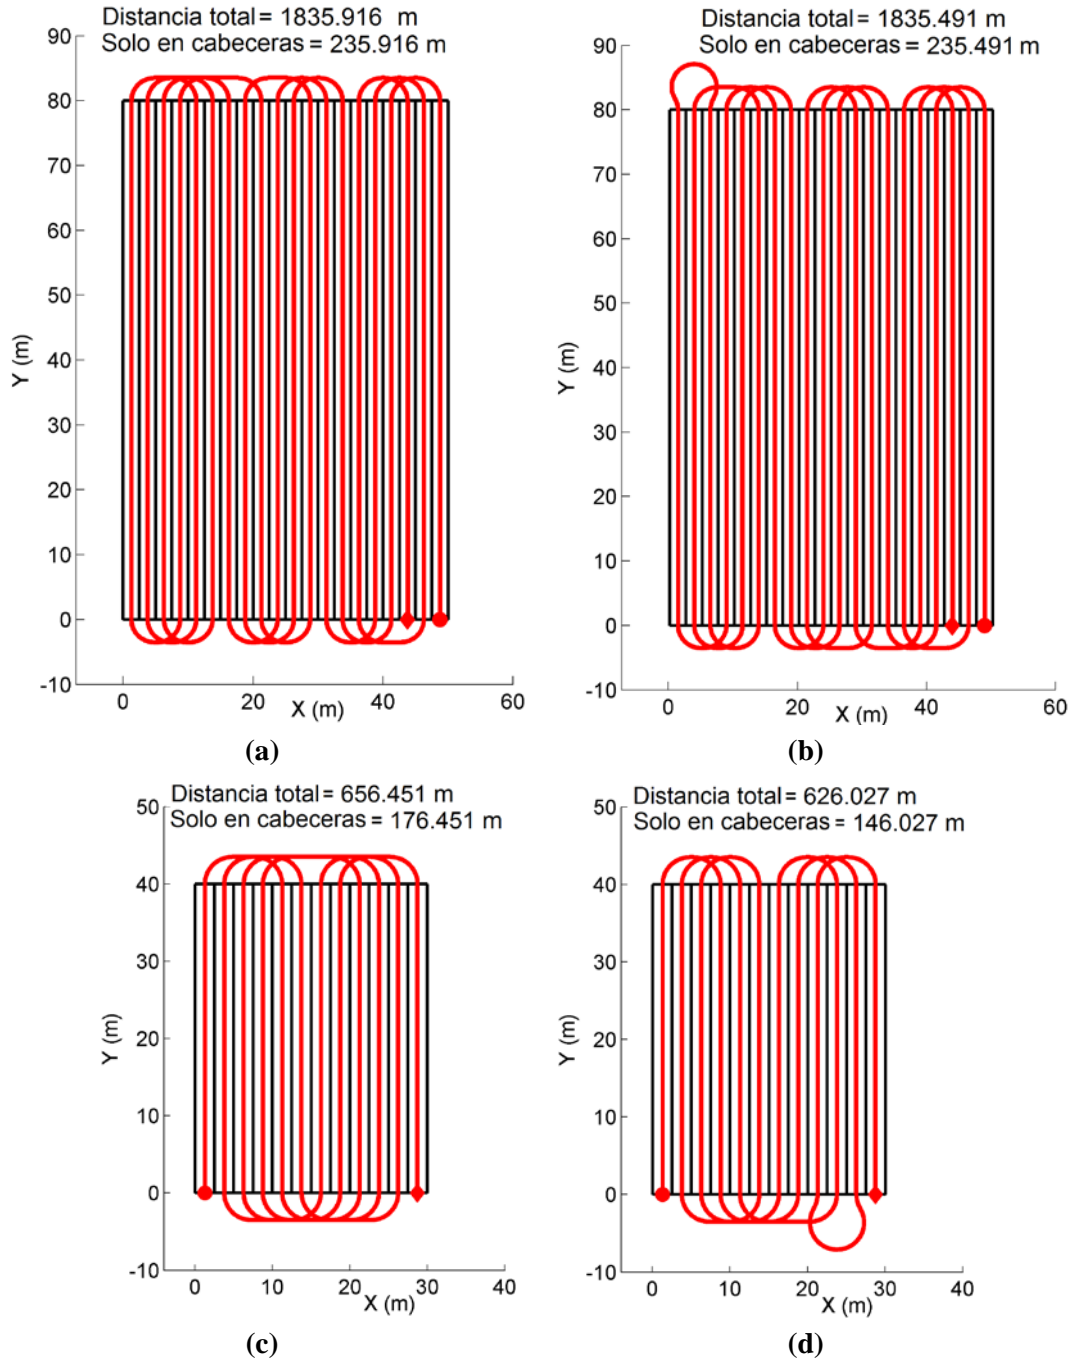 Distancia total = 1835.916 m
Solo en cabeceras = 235.916 m
90
80
70
60
50
40
30
20
10
0
-10
Y (m)
0
20
40
60
X (m)
(a)
Distancia total = 1835.491 m
Solo en cabeceras = 235.491 m
90
80
70
60
50
40
30
20
10
0
-10
Y (m)
0
20
40
60
X (m)
(b)
Distancia total = 656.451 m
Solo en cabeceras = 176.451 m
50
40
30
20
10
0
-10
Y (m)
0
10
20
30
40
X (m)
(c)
Distancia total = 626.027 m
Solo en cabeceras = 146.027 m
50
40
30
20
10
0
-10
Y (m)
0
10
20
30
40
X (m)
(d)